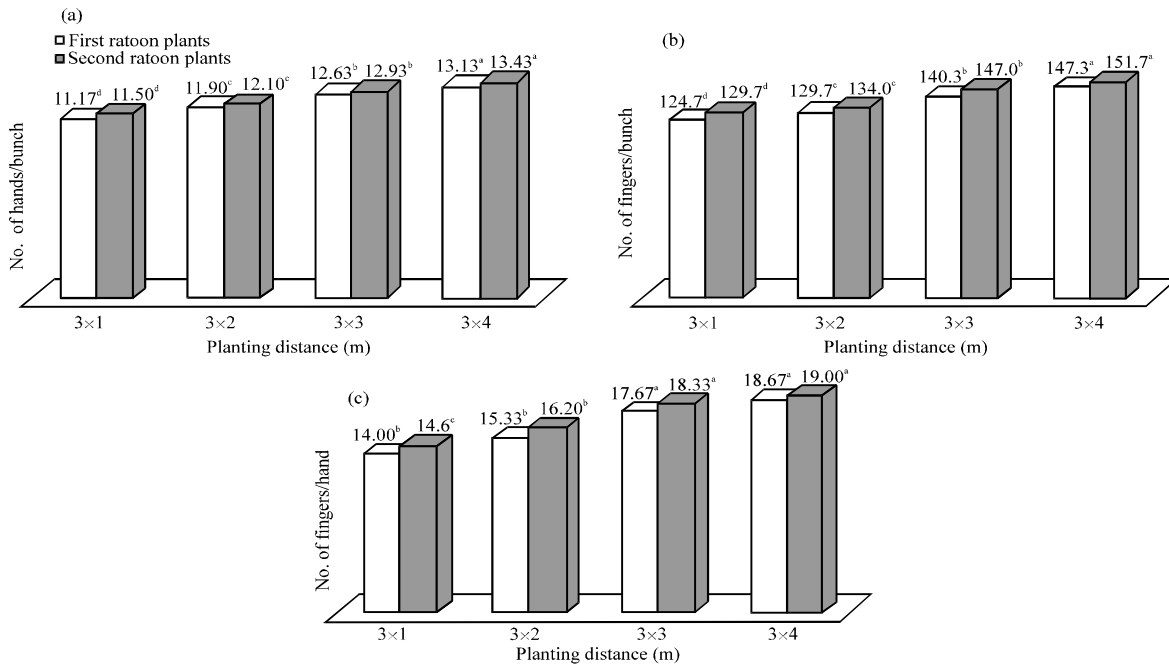 (a)
First ratoon plants
Second ratoon plants
11.17ᵈ 11.50ᵈ 11.90ᶜ 12.10ᶜ 12.63ᵇ 12.93ᵇ 13.13ᵃ 13.43ᵃ
No. of hands/bunch
3×1 3×2 3×3 3×4
Planting distance (m)
(b)
124.7ᵈ 129.7ᵈ 129.7ᶜ 134.0ᶜ 140.3ᵇ 147.0ᵇ 147.3ᵃ 151.7ᵃ
No. of fingers/bunch
3×1 3×2 3×3 3×4
Planting distance (m)
(c)
14.00ᵇ 14.6ᶜ 15.33ᵇ 16.20ᵇ 17.67ᵃ 18.33ᵃ 18.67ᵃ 19.00ᵃ
No. of fingers/hand
3×1 3×2 3×3 3×4
Planting distance (m)